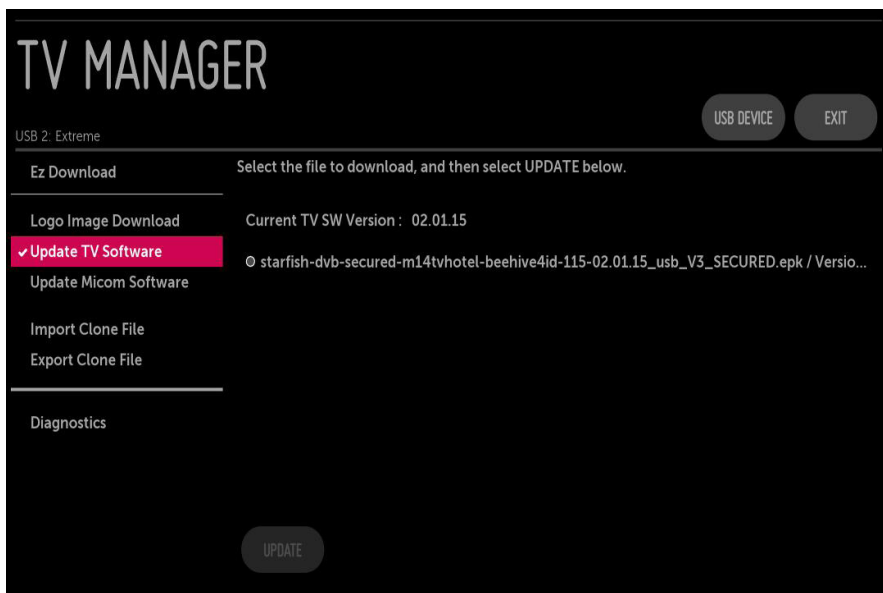 TV MANAGER
USB DEVICE
EXIT
USB 2: Extreme
Ez Download
Logo Image Download
Update TV Software
Update Micom Software
Import Clone File
Export Clone File
Diagnostics
Select the file to download, and then select UPDATE below.
Current TV SW Version : 02.01.15
starfish-dvb-secured-m14tvhotel-beehive4id-115-02.01.15_usb_V3_SECURED.epk / Versio...
UPDATE